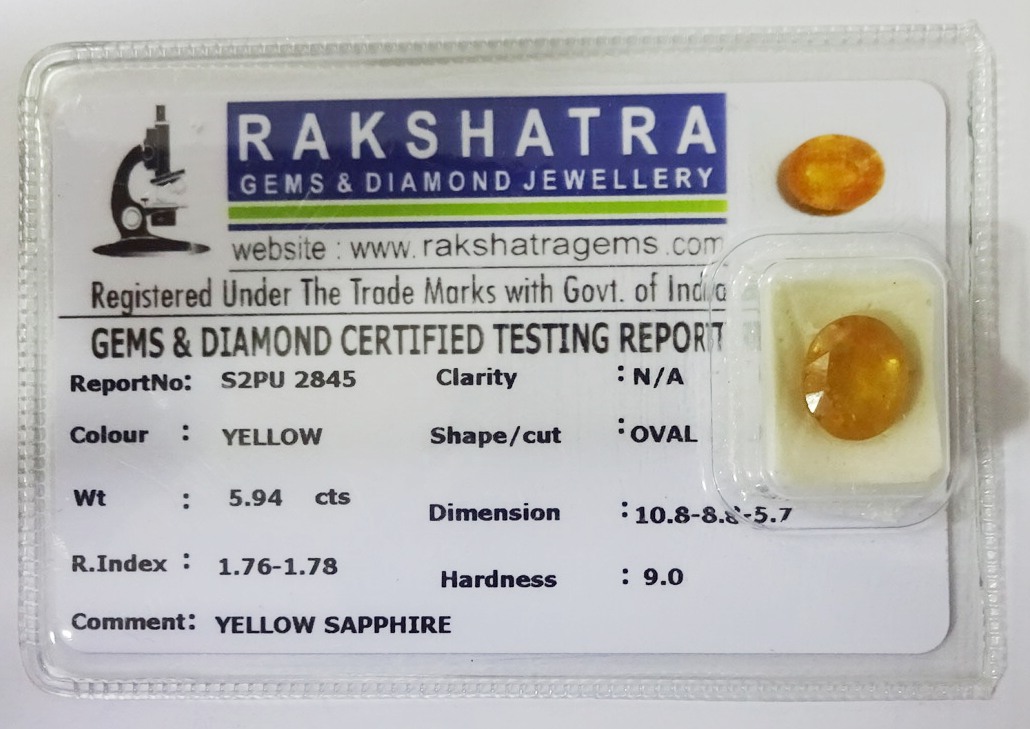 RAKSHATRA
GEMS & DIAMOND JEWELLERY
website : www.rakshatragems.com
Registered Under The Trade Marks with Govt. of India
GEMS & DIAMOND CERTIFIED TESTING REPORT
ReportNo: S2PU 2845 Clarity : N/A
Colour : YELLOW Shape/cut : OVAL
Wt : 5.94 cts Dimension : 10.8-8.8-5.7
R.Index : 1.76-1.78 Hardness : 9.0
Comment: YELLOW SAPPHIRE